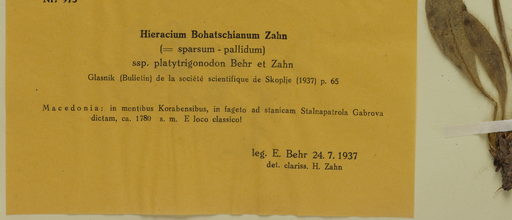 Nr. 973
Hieracium Bohatschianum Zahn
(= sparsum - pallidum)
ssp. platytrigonodon Behr et Zahn
Glasnik (Bulletin) de la société scientifique de Skoplje (1937) p. 65
Macedonia: in montibus Korabensibus, in fageto ad stanicam Stalnapatrola Gabrova
dictam, ca. 1780 s. m. E loco classico!
leg. E. Behr 24. 7. 1937
det. clariss. H. Zahn